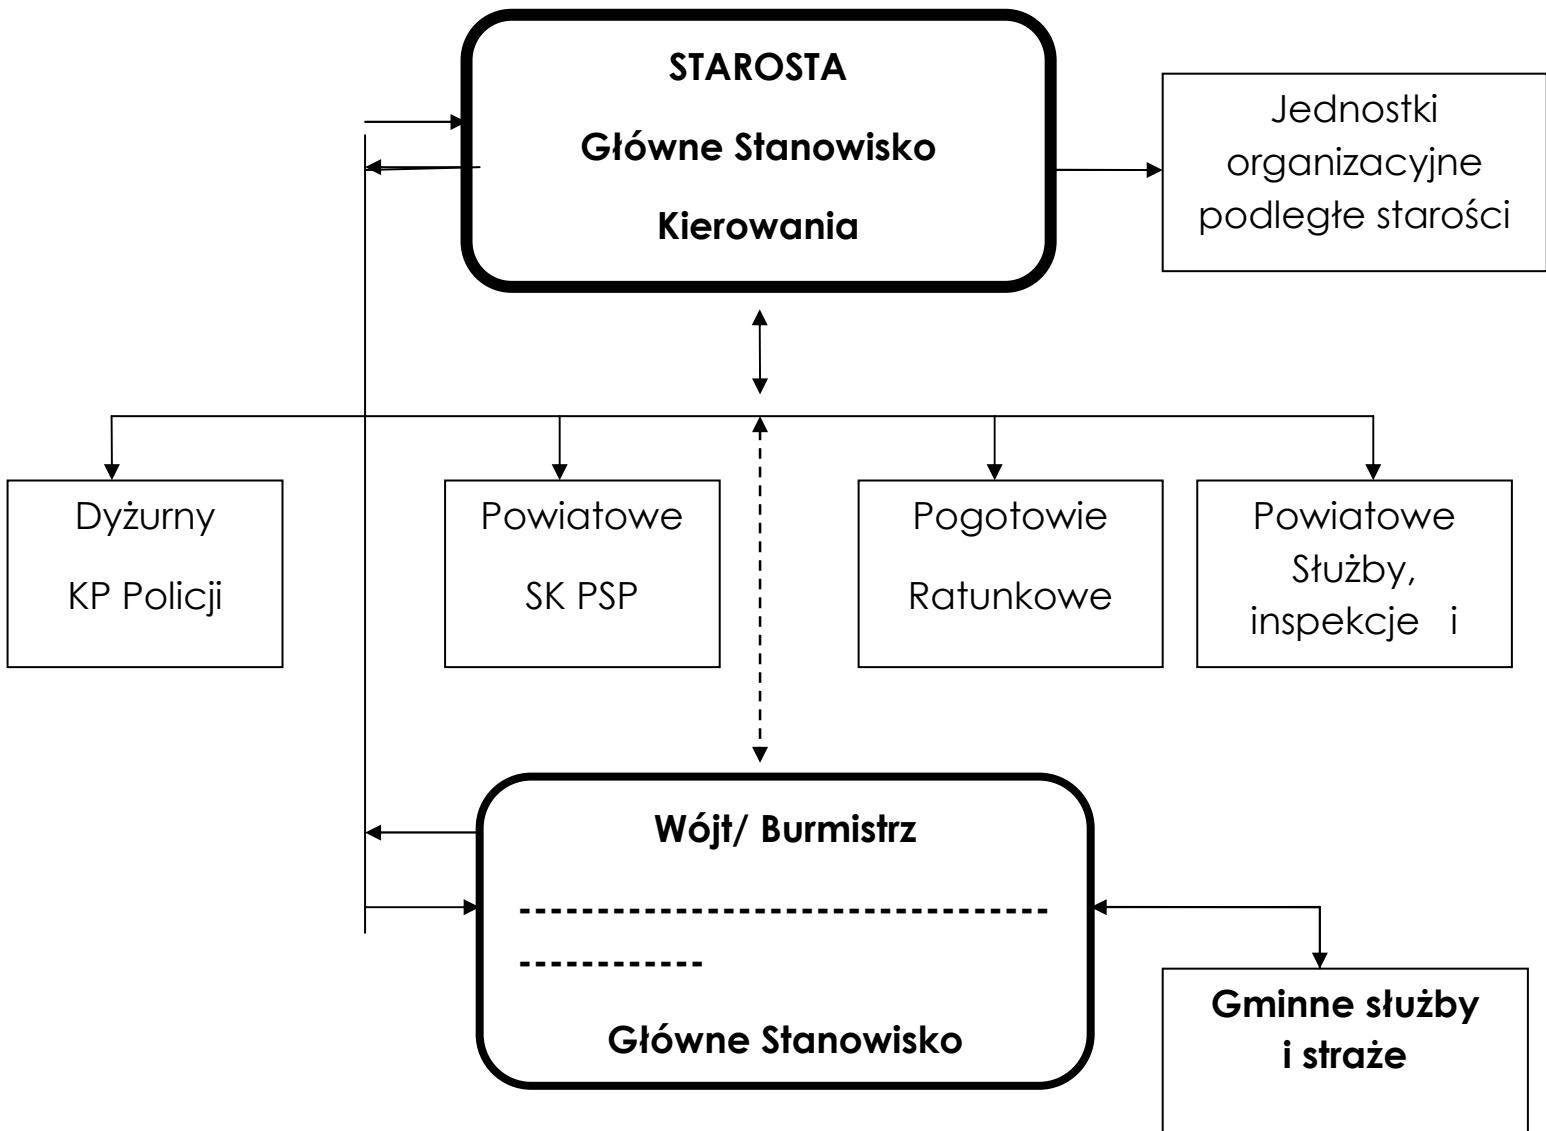 STAROSTA
Główne Stanowisko
Kierowania
Jednostki
organizacyjne
podległe starości
Dyżurny
KP Policji
Powiatowe
SK PSP
Pogotowie
Ratunkowe
Powiatowe
Służby,
inspekcje i
Wójt/ Burmistrz
----------------------------------
------------
Główne Stanowisko
Gminne służby
i straże